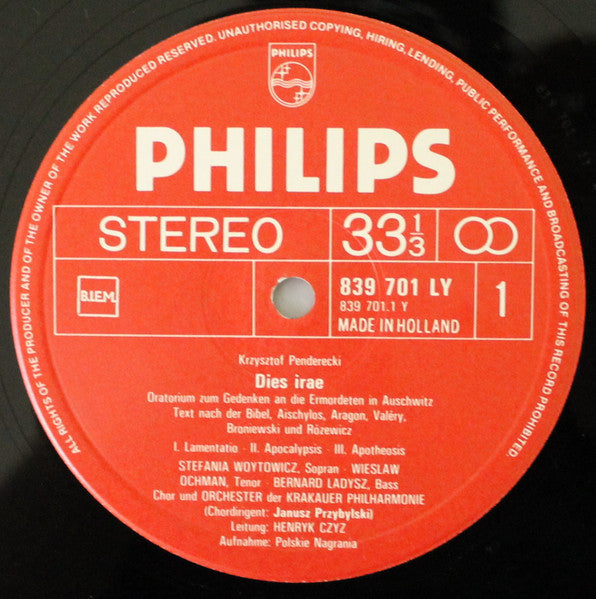 ALL RIGHTS OF THE PRODUCER AND OF THE OWNER OF THE WORK REPRODUCED RESERVED. UNAUTHORISED COPYING, HIRING, LENDING, PUBLIC PERFORMANCE AND BROADCASTING OF THIS RECORD PROHIBITED.
PHILIPS
PHILIPS
STEREO 33 1/3
B.I.E.M. 839 701 LY 1
839 701.1 Y
MADE IN HOLLAND
Krzysztof Penderecki
Dies irae
Oratorium zum Gedenken an die Ermordeten in Auschwitz
Text nach der Bibel, Aischylos, Aragon, Valéry,
Broniewski und Rózewicz
I. Lamentatio · II. Apocalypsis · III. Apotheosis
STEFANIA WOYTOWICZ, Sopran · WIESLAW
OCHMAN, Tenor · BERNARD LADYSZ, Bass
Chor und ORCHESTER der KRAKAUER PHILHARMONIE
(Chordirigent: Janusz Przybylski)
Leitung: HENRYK CZYZ
Aufnahme: Polskie Nagrania